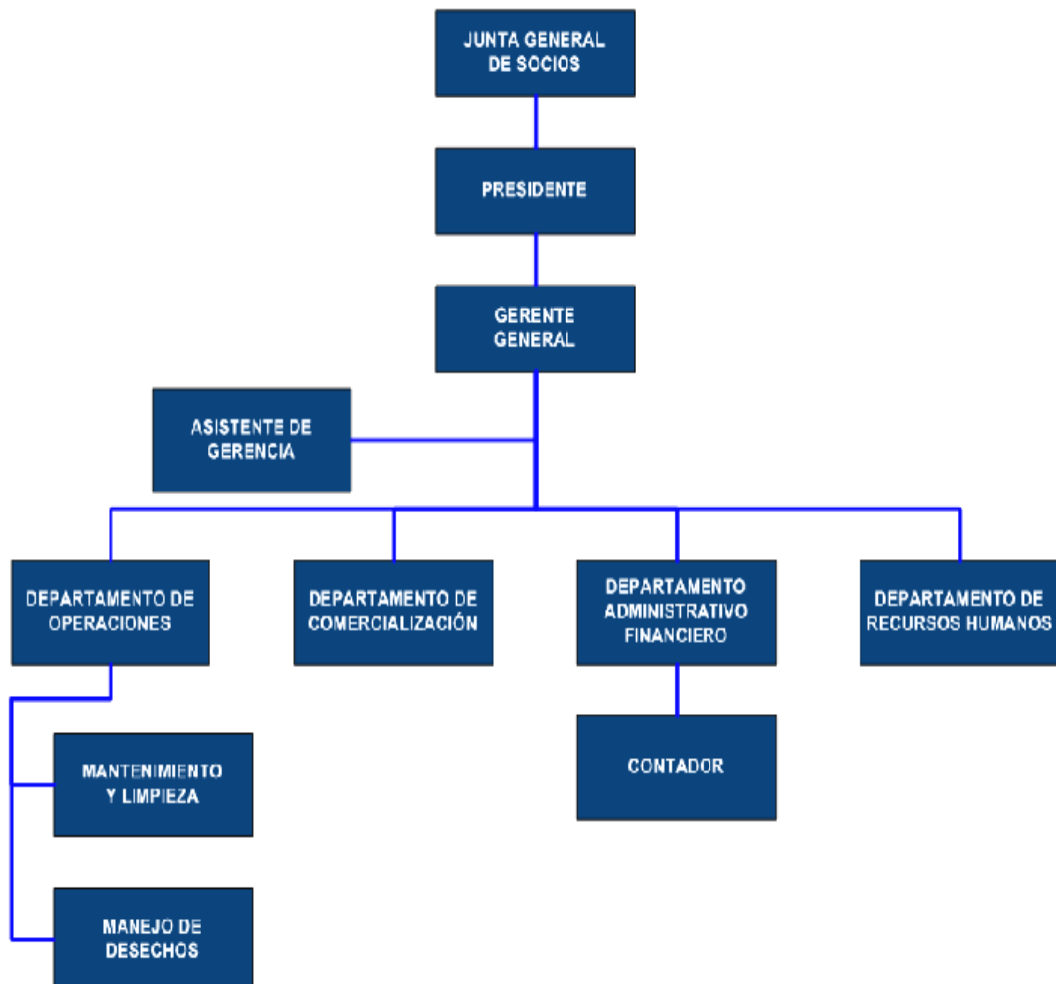 JUNTA GENERAL
DE SOCIOS
PRESIDENTE
GERENTE
GENERAL
ASISTENTE DE
GERENCIA
DEPARTAMENTO DE
OPERACIONES
DEPARTAMENTO DE
COMERCIALIZACIÓN
DEPARTAMENTO
ADMINISTRATIVO
FINANCIERO
DEPARTAMENTO DE
RECURSOS HUMANOS
MANTENIMIENTO
Y LIMPIEZA
CONTADOR
MANEJO DE
DESECHOS